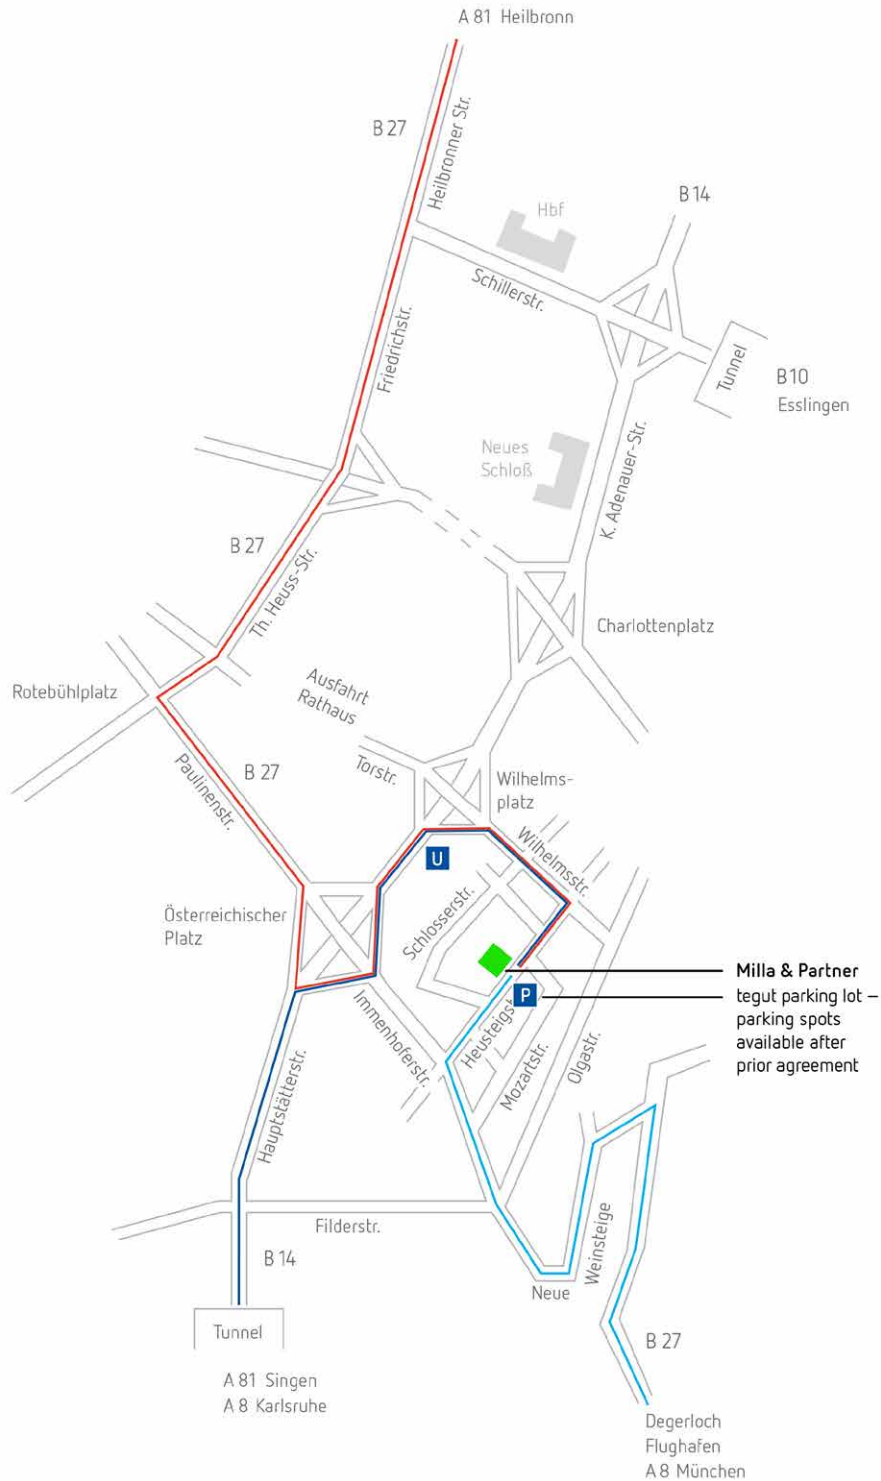 A 81 Heilbronn
B 27
Heilbronner Str.
Hbf
B 14
Schillerstr.
Friedrichstr.
Tunnel
B 10
Esslingen
Neues
Schloß
K. Adenauer-Str.
B 27
Th. Heuss-Str.
Charlottenplatz
Rotebühlplatz
Ausfahrt
Rathaus
Torstr.
B 27
Paulinenstr.
Wilhelms-
platz
Wilhelmsstr.
U
Schlosserstr.
Österreichischer
Platz
Milla & Partner
P
tegut parking lot –
parking spots
available after
prior agreement
Immenhoferstr.
Heusteigst
Mozartstr.
Olgastr.
Hauptstätterstr.
Filderstr.
Weinsteige
B 14
Neue
Tunnel
B 27
A 81 Singen
A 8 Karlsruhe
Degerloch
Flughafen
A 8 München